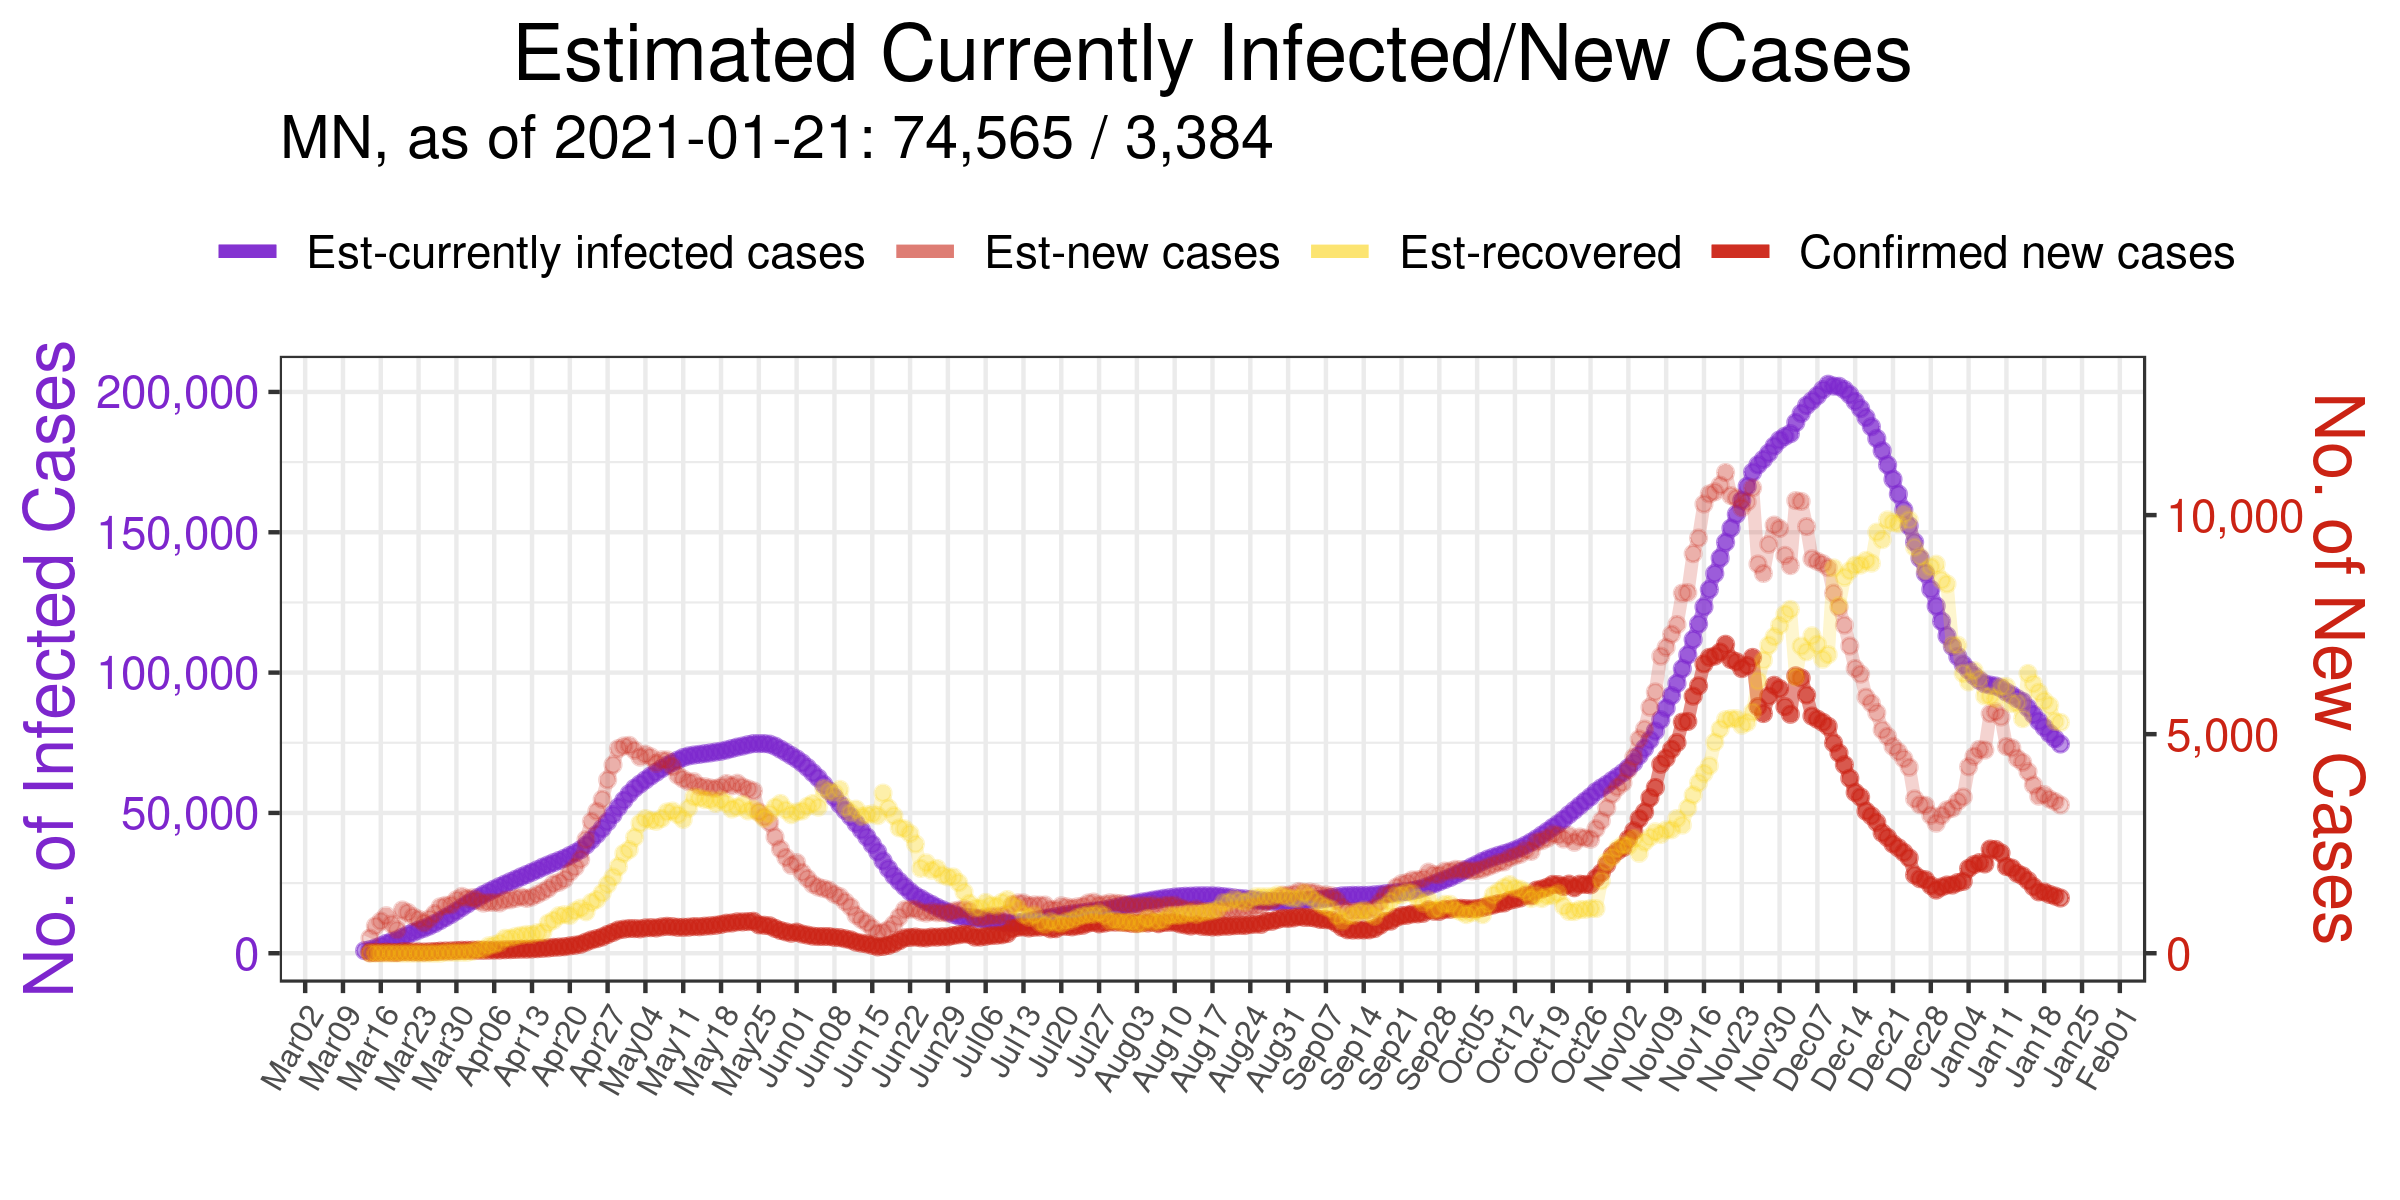 Estimated Currently Infected/New Cases
MN, as of 2021-01-21: 74,565 / 3,384
Est-currently infected cases Est-new cases Est-recovered Confirmed new cases
No. of Infected Cases
200,000
150,000
100,000
50,000
0
10,000
5,000
0
No. of New Cases
Mar02 Mar09 Mar16 Mar23 Mar30 Apr06 Apr13 Apr20 Apr27 May04 May11 May18 May25 Jun01 Jun08 Jun15 Jun22 Jun29 Jul06 Jul13 Jul20 Jul27 Aug03 Aug10 Aug17 Aug24 Aug31 Sep07 Sep14 Sep21 Sep28 Oct05 Oct12 Oct19 Oct26 Nov02 Nov09 Nov16 Nov23 Nov30 Dec07 Dec14 Dec21 Dec28 Jan04 Jan11 Jan18 Jan25 Feb01